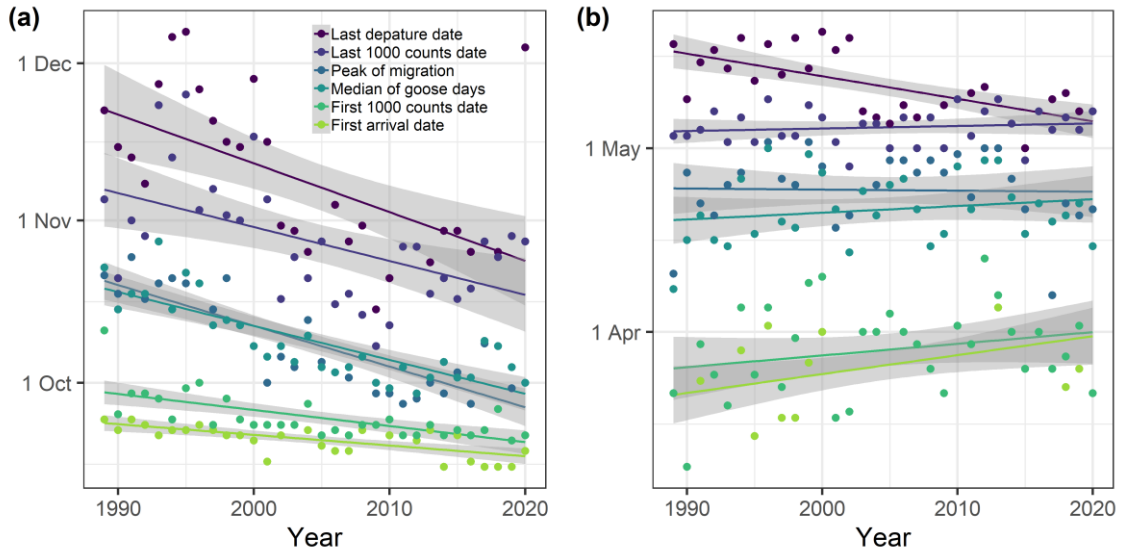 (a)
1 Dec
1 Nov
1 Oct
Last depature date
Last 1000 counts date
Peak of migration
Median of goose days
First 1000 counts date
First arrival date
1990 2000 2010 2020
Year
(b)
1 May
1 Apr
1990 2000 2010 2020
Year